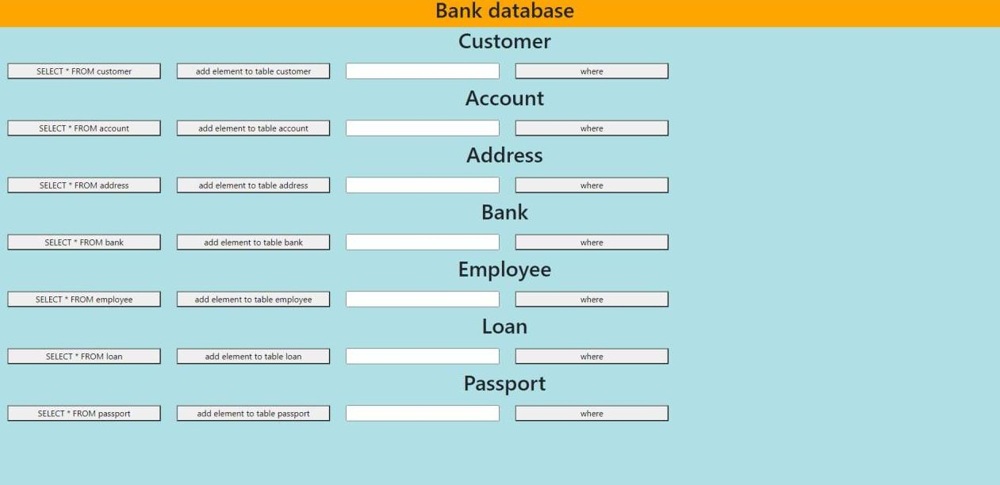 Bank database
Customer
SELECT * FROM customer add element to table customer where
Account
SELECT * FROM account add element to table account where
Address
SELECT * FROM address add element to table address where
Bank
SELECT * FROM bank add element to table bank where
Employee
SELECT * FROM employee add element to table employee where
Loan
SELECT * FROM loan add element to table loan where
Passport
SELECT * FROM passport add element to table passport where